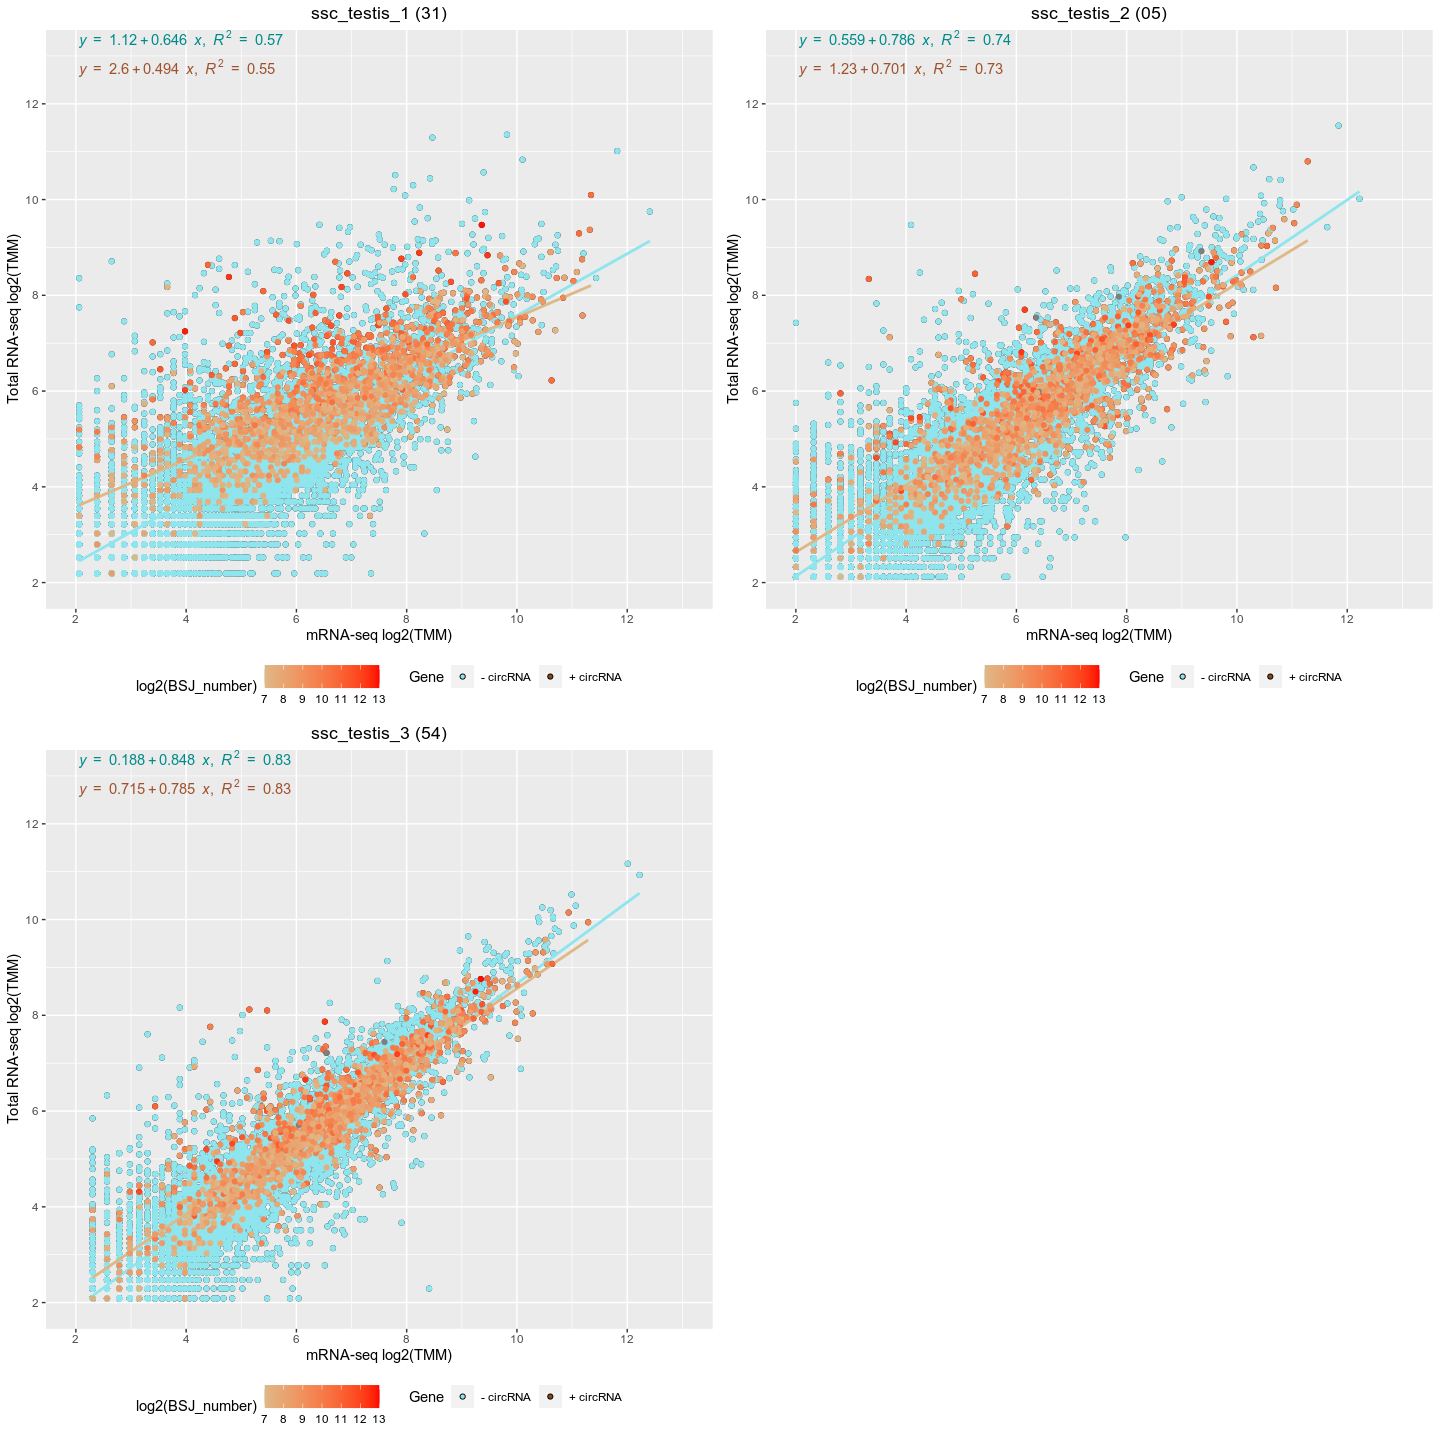 ssc_testis_1 (31)
y = 1.12 + 0.646 x, R² = 0.57
y = 2.6 + 0.494 x, R² = 0.55
Total RNA-seq log2(TMM)
12
10
8
6
4
2
2 4 6 8 10 12
mRNA-seq log2(TMM)
log2(BSJ_number)
7 8 9 10 11 12 13
Gene - circRNA + circRNA
ssc_testis_2 (05)
y = 0.559 + 0.786 x, R² = 0.74
y = 1.23 + 0.701 x, R² = 0.73
Total RNA-seq log2(TMM)
12
10
8
6
4
2
2 4 6 8 10 12
mRNA-seq log2(TMM)
log2(BSJ_number)
7 8 9 10 11 12 13
Gene - circRNA + circRNA
ssc_testis_3 (54)
y = 0.188 + 0.848 x, R² = 0.83
y = 0.715 + 0.785 x, R² = 0.83
Total RNA-seq log2(TMM)
12
10
8
6
4
2
2 4 6 8 10 12
mRNA-seq log2(TMM)
log2(BSJ_number)
7 8 9 10 11 12 13
Gene - circRNA + circRNA